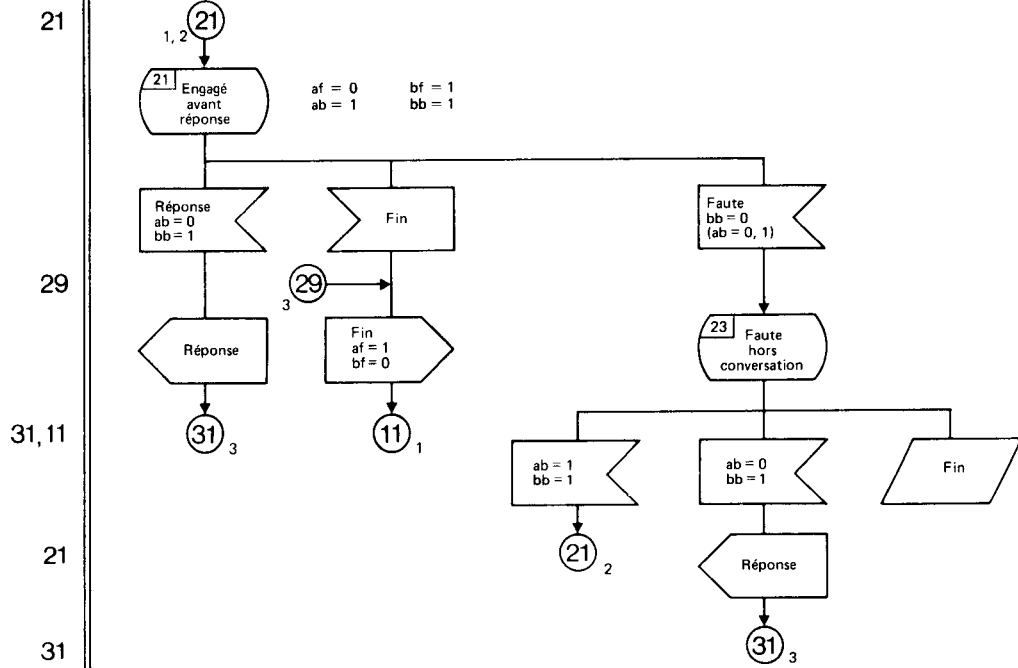 21
21
1, 2
21
Engagé
avant
réponse
af = 0 bf = 1
ab = 1 bb = 1
Réponse
ab = 0
bb = 1
Fin
Faute
bb = 0
(ab = 0, 1)
29
29
3
Réponse
Fin
af = 1
bf = 0
23
Faute
hors
conversation
31, 11
31
3
11
1
ab = 1
bb = 1
ab = 0
bb = 1
Fin
21
21
2
Réponse
31
31
3